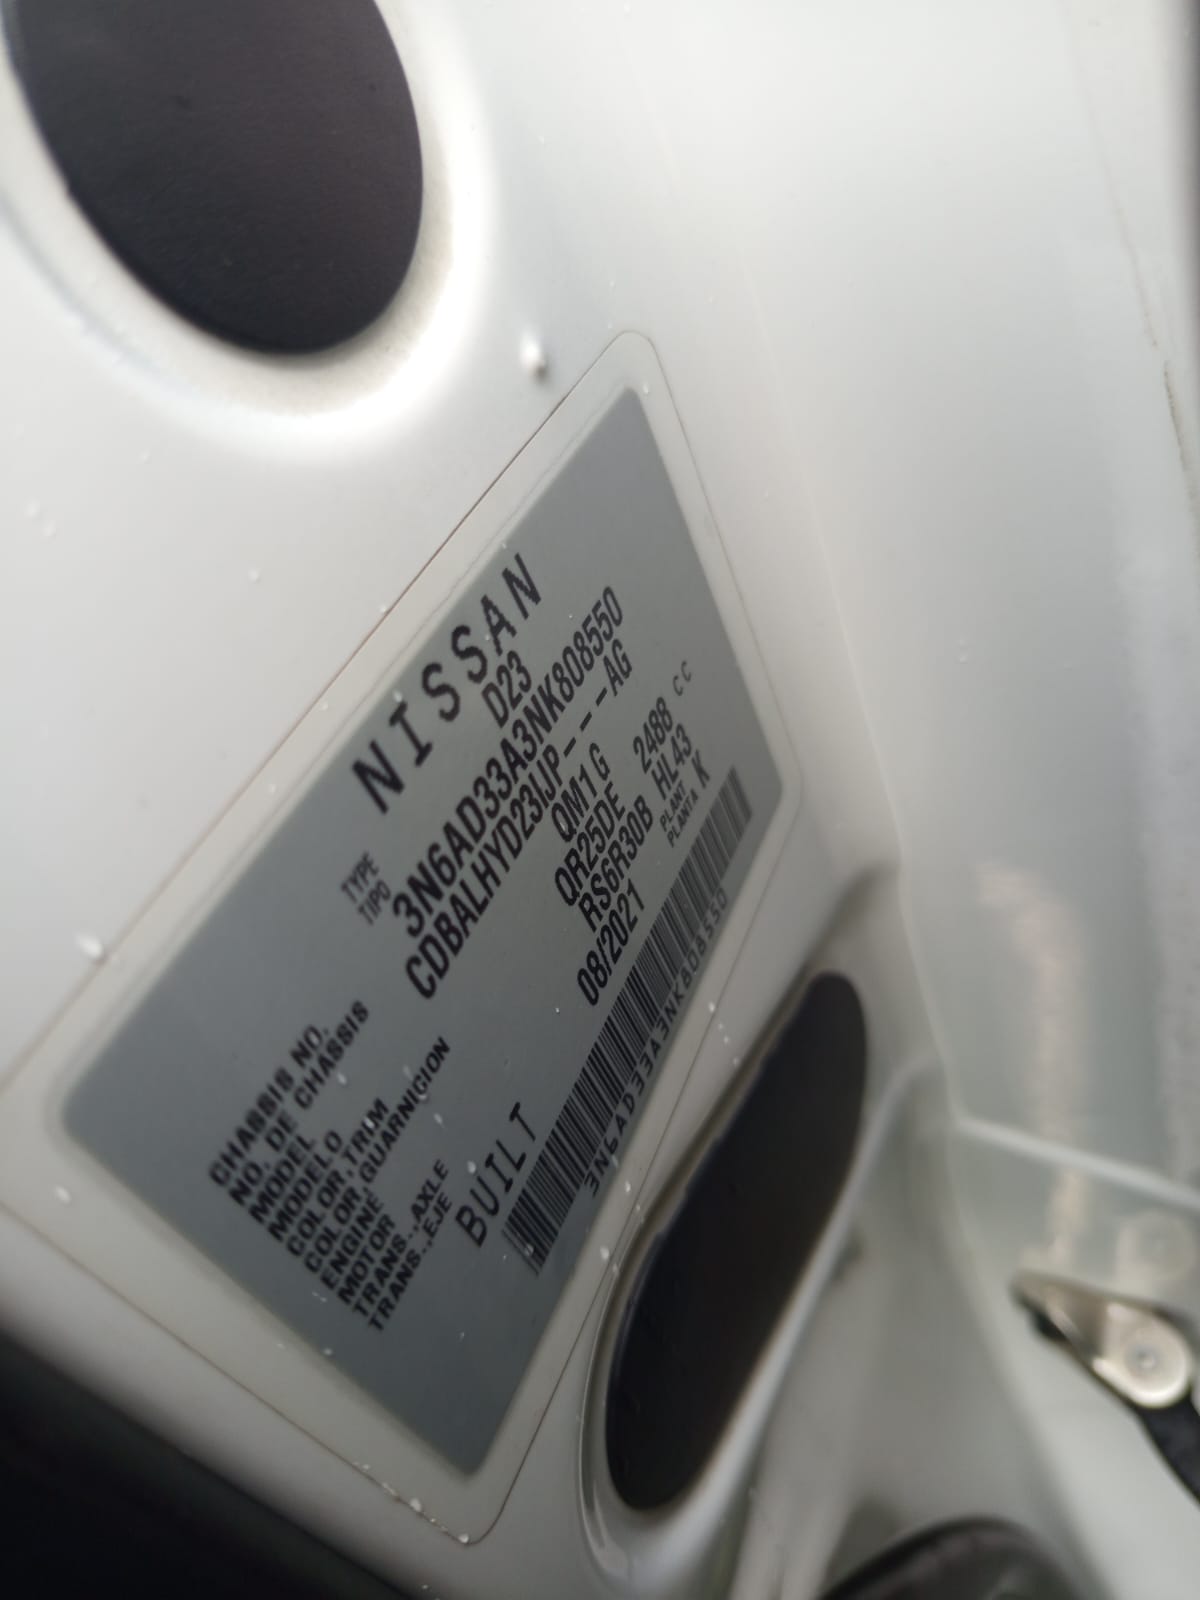 NISSAN
TYPE
TIPO
D23
CHASSIS NO.
NO. DE CHASSIS
3N6AD33A3NK808550
MODEL
MODELO
CDBALHYD23IJP---AG
COLOR,TRIM
COLOR,GUARNICION
QM1 G
ENGINE
MOTOR
QR25DE 2488 CC
TRANS.,AXLE
TRANS.,EJE
RS6R30B HL43
BUILT 08/2021
PLANT
PLANTA K
3N6AD33A3NK808550